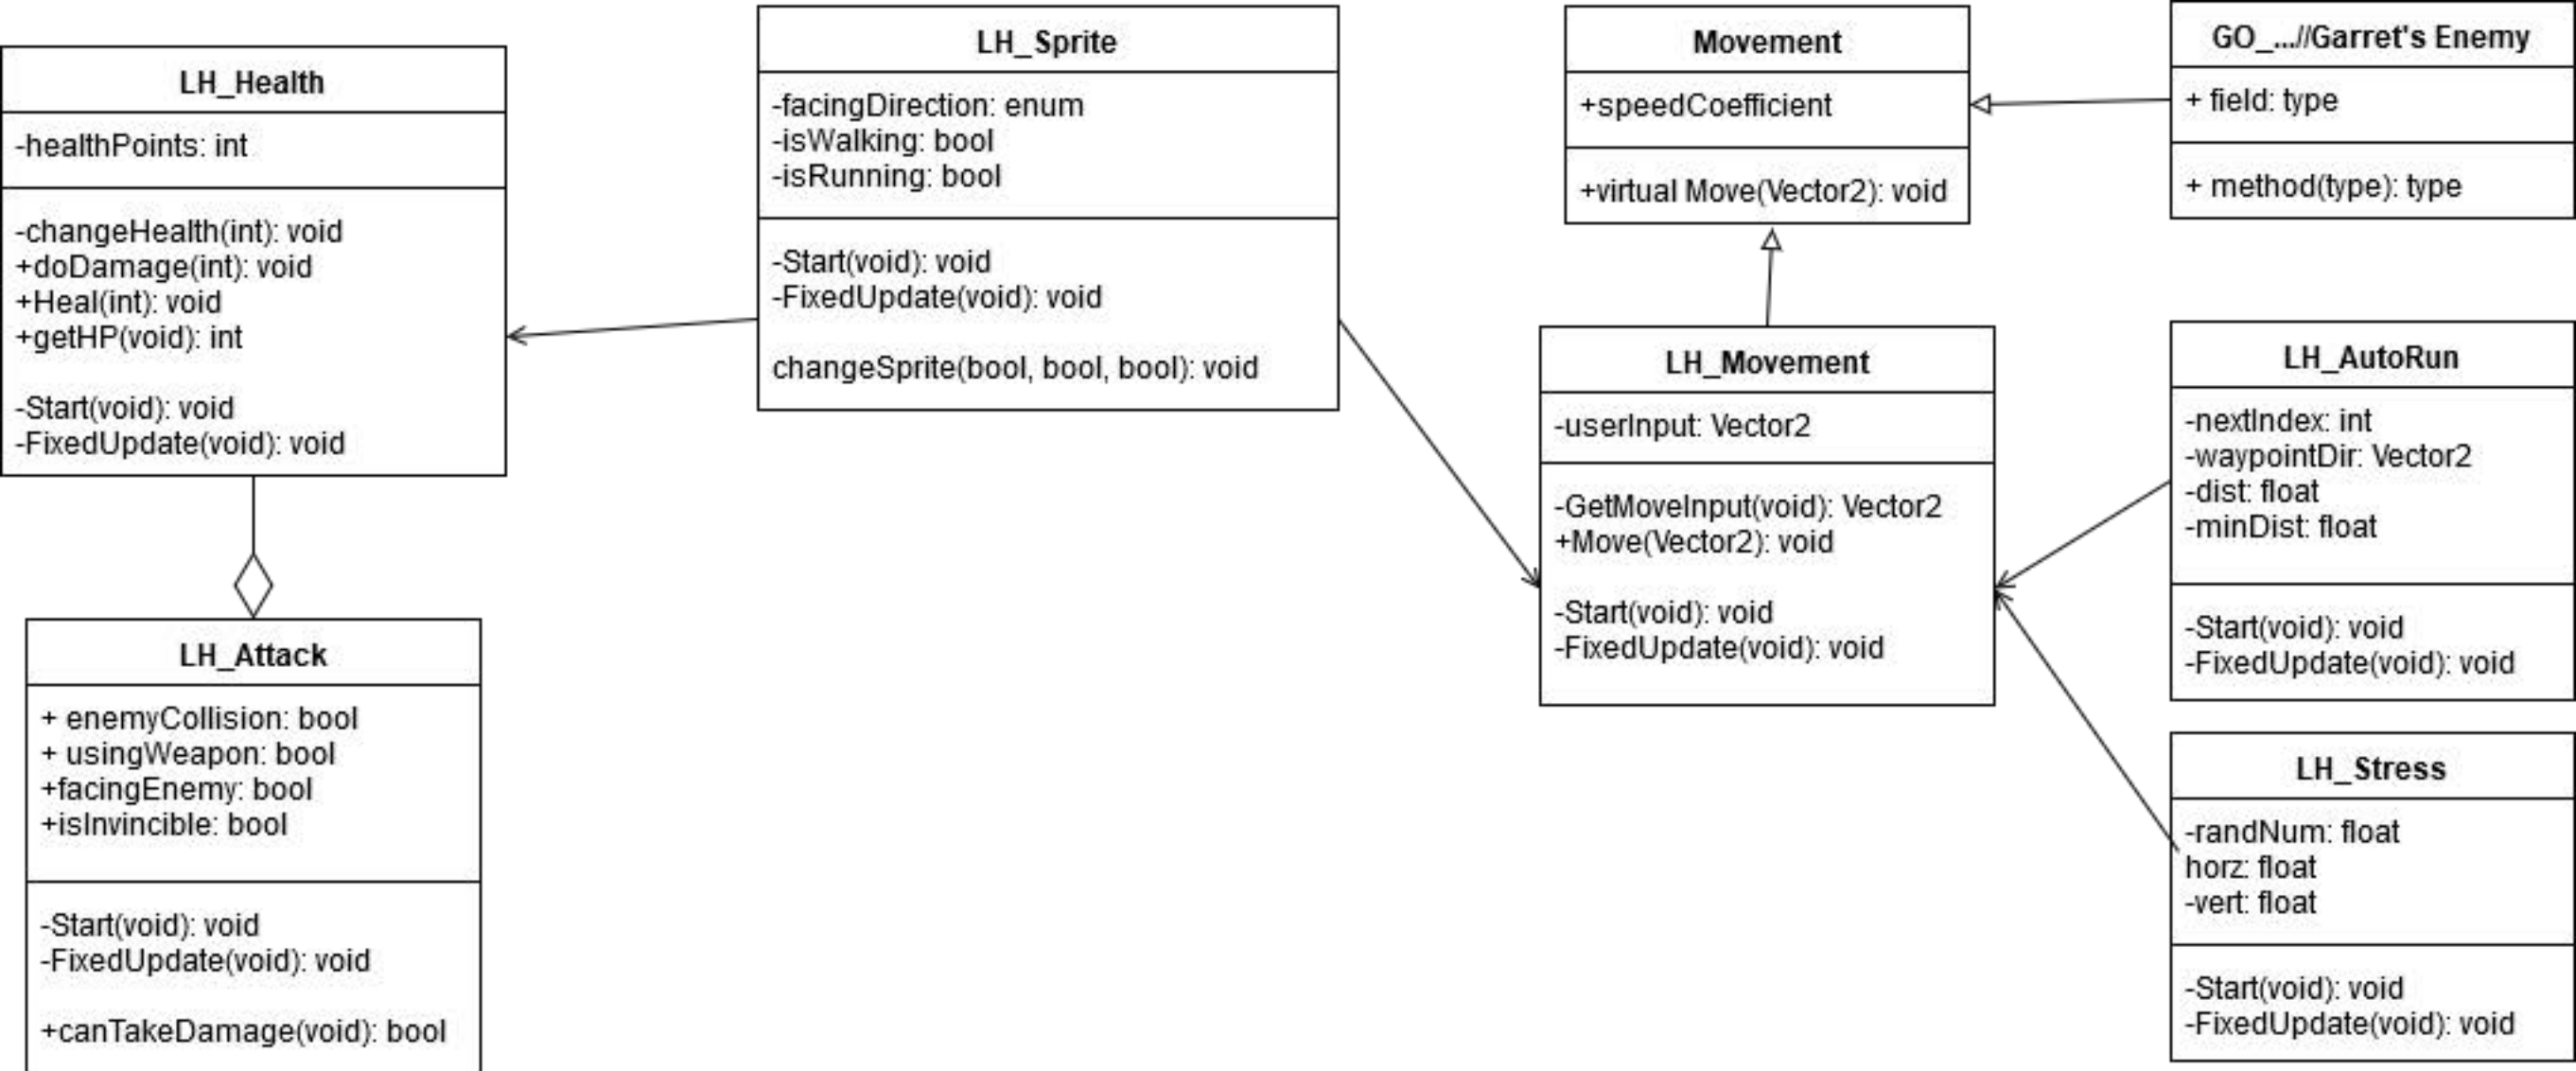 LH_Health
-healthPoints: int
-changeHealth(int): void
+doDamage(int): void
+Heal(int): void
+getHP(void): int
-Start(void): void
-FixedUpdate(void): void
LH_Attack
+ enemyCollision: bool
+ usingWeapon: bool
+facingEnemy: bool
+isInvincible: bool
-Start(void): void
-FixedUpdate(void): void
+canTakeDamage(void): bool
LH_Sprite
-facingDirection: enum
-isWalking: bool
-isRunning: bool
-Start(void): void
-FixedUpdate(void): void
changeSprite(bool, bool, bool): void
Movement
+speedCoefficient
+virtual Move(Vector2): void
LH_Movement
-userInput: Vector2
-GetMoveInput(void): Vector2
+Move(Vector2): void
-Start(void): void
-FixedUpdate(void): void
GO_...//Garret's Enemy
+ field: type
+ method(type): type
LH_AutoRun
-nextIndex: int
-waypointDir: Vector2
-dist: float
-minDist: float
-Start(void): void
-FixedUpdate(void): void
LH_Stress
-randNum: float
horz: float
-vert: float
-Start(void): void
-FixedUpdate(void): void